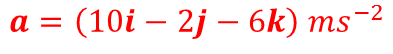 a = (10i − 2j − 6k) ms⁻²